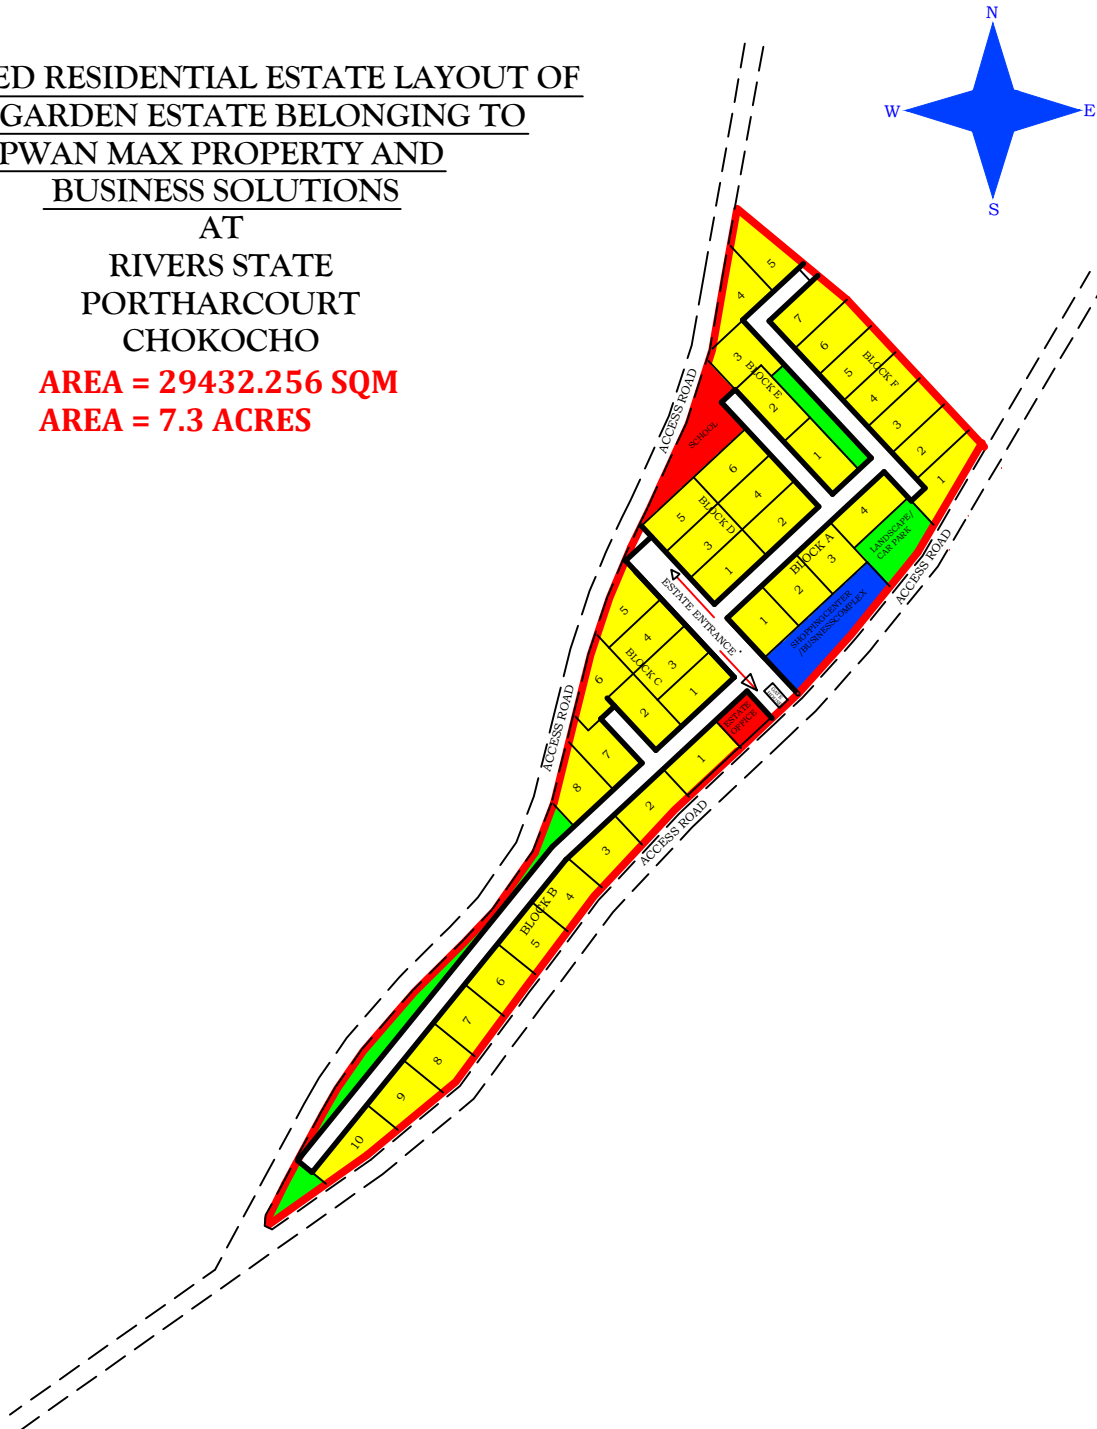 ED RESIDENTIAL ESTATE LAYOUT OF
GARDEN ESTATE BELONGING TO
PWAN MAX PROPERTY AND
BUSINESS SOLUTIONS
AT
RIVERS STATE
PORTHARCOURT
CHOKOCHO
AREA = 29432.256 SQM
AREA = 7.3 ACRES
N
W
E
S
ACCESS ROAD
5
4
3
BLOCK E
2
1
7
6
5
BLOCK F
4
3
2
1
SCHOOL
6
5
4
BLOCK D
3
2
1
4
BLOCK A
3
2
1
LANDSCAPE/
CAR PARK
SHOPPING CENTER
/BUSINESSCOMPLEX
ACCESS ROAD
ESTATE ENTRANCE
5
4
3
BLOCK C
6
1
2
7
8
ACCESS ROAD
ESTATE
OFFICE
1
2
3
ACCESS ROAD
4
BLOCK B
5
6
7
8
9
10